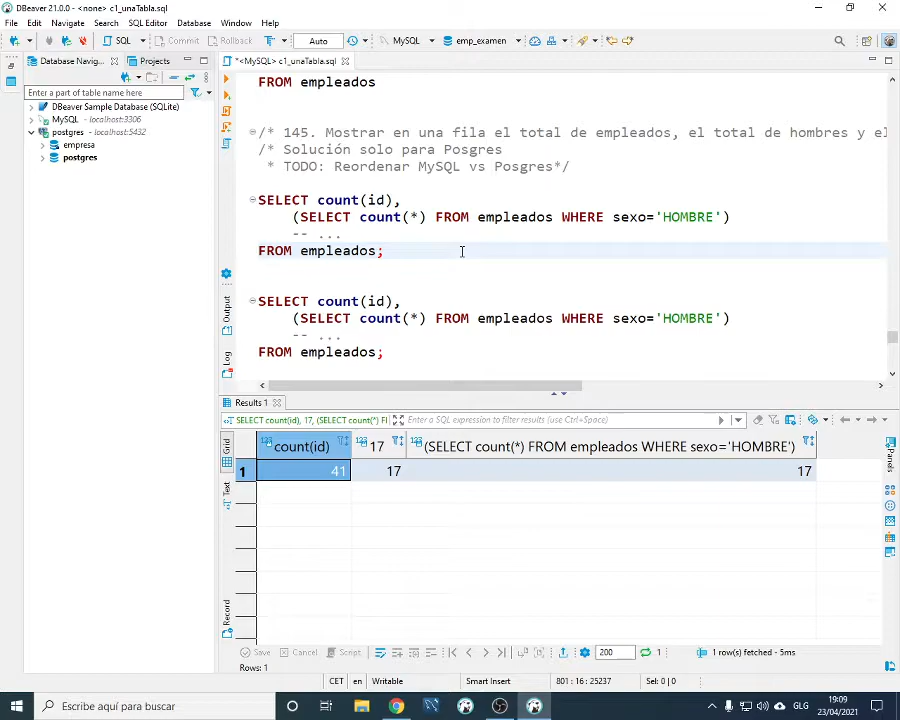 DBeaver 21.0.0 - <none> c1_unaTabla.sql
File Edit Navigate Search SQL Editor Database Window Help
SQL Commit Rollback Auto MySQL emp_examen
Database Navig... Projects *<MySQL> c1_unaTabla.sql
Enter a part of table name here
DBeaver Sample Database (SQLite)
MySQL - localhost:3306
postgres - localhost:5432
empresa
postgres
FROM empleados
/* 145. Mostrar en una fila el total de empleados, el total de hombres y el
/* Solución solo para Posgres
* TODO: Reordenar MySQL vs Posgres*/
SELECT count(id),
(SELECT count(*) FROM empleados WHERE sexo='HOMBRE')
-- ...
FROM empleados;
SELECT count(id),
(SELECT count(*) FROM empleados WHERE sexo='HOMBRE')
-- ...
FROM empleados;
Output
Log
Results 1
SELECT count(id), 17, (SELECT count(*) FI Enter a SQL expression to filter results (use Ctrl+Space)
Grid
Text
Record
Panels
123 count(id) 123 17 123 (SELECT count(*) FROM empleados WHERE sexo='HOMBRE')
1 41 17 17
Save Cancel Script 200 1 1 row(s) fetched - 5ms
Rows: 1
CET en Writable Smart Insert 801 : 16 : 25237 Sel: 0 | 0
Escribe aquí para buscar
GLG 19:09
23/04/2021